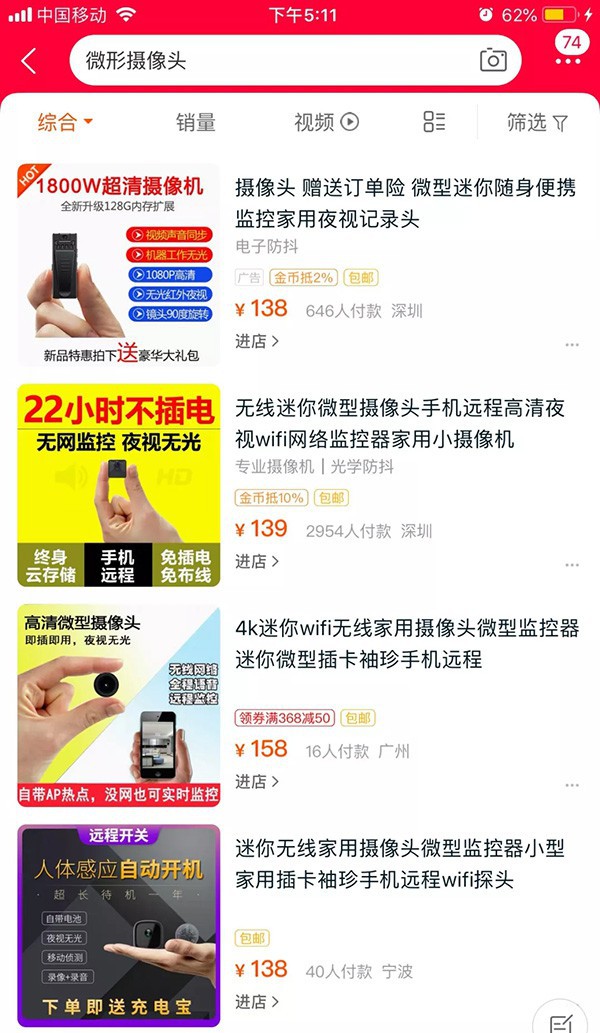 中国移动
下午5:11
62%
微形摄像头
74
综合
销量
视频
筛选
HOT
1800W超清摄像机
全新升级128G内存扩展
视频声音同步
机器工作无光
1080P高清
无光红外夜视
镜头90度旋转
新品特惠拍下送豪华大礼包
摄像头 赠送订单险 微型迷你随身便携
监控家用夜视记录头
电子防抖
广告 金币抵2% 包邮
¥138 646人付款 深圳
进店
22小时不插电
无网监控 夜视无光
HD
终身
云存储
手机
远程
免插电
免布线
无线迷你微型摄像头手机远程高清夜
视wifi网络监控器家用小摄像机
专业摄像机 | 光学防抖
金币抵10% 包邮
¥139 2954人付款 深圳
进店
高清微型摄像头
即插即用，夜视无光
无线网络
全程语音
远程监控
自带AP热点，没网也可实时监控
4k迷你wifi无线家用摄像头微型监控器
迷你微型插卡袖珍手机远程
领券满368减50 包邮
¥158 16人付款 广州
进店
远程开关
人体感应自动开机
·超长待机一年·
自带电池
夜视无光
移动侦测
录像+录音
下单即送充电宝
迷你无线家用摄像头微型监控器小型
家用插卡袖珍手机远程wifi探头
包邮
¥138 40人付款 宁波
进店